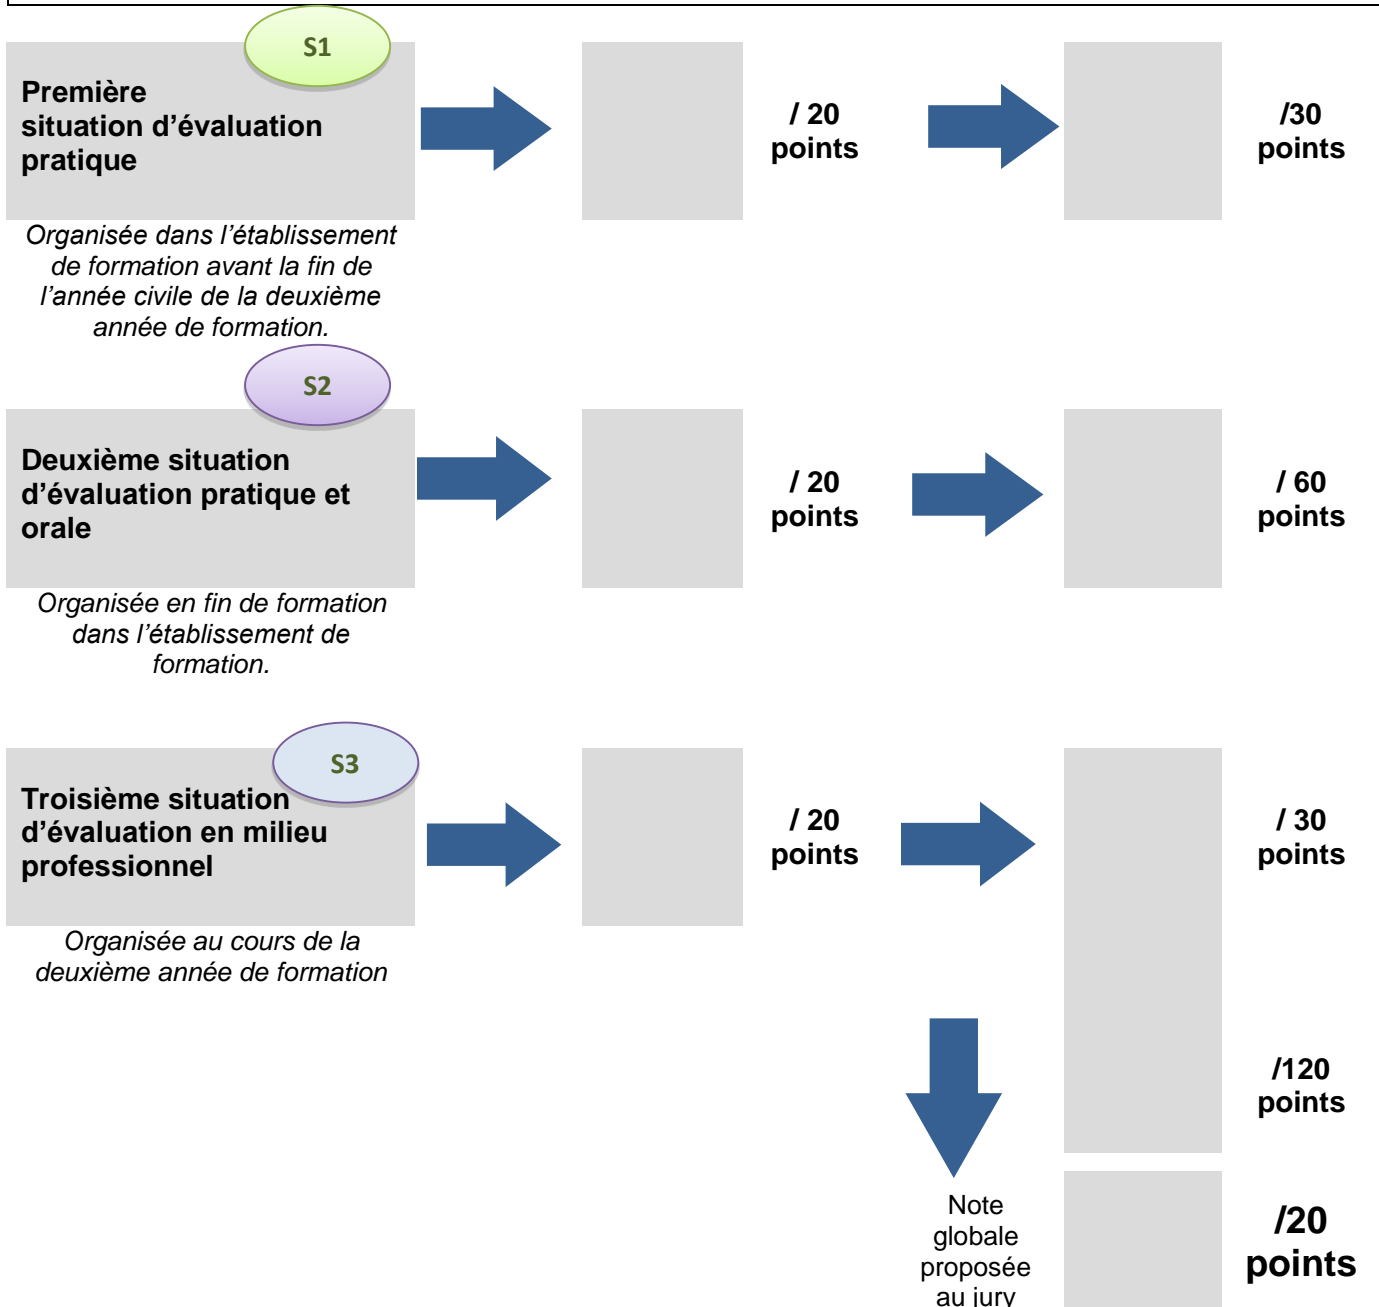 S1
Première
situation d’évaluation
pratique
/ 20
points
/30
points
Organisée dans l’établissement
de formation avant la fin de
l’année civile de la deuxième
année de formation.
S2
Deuxième situation
d’évaluation pratique et
orale
/ 20
points
/ 60
points
Organisée en fin de formation
dans l’établissement de
formation.
S3
Troisième situation
d’évaluation en milieu
professionnel
/ 20
points
/ 30
points
Organisée au cours de la
deuxième année de formation
/120
points
Note
globale
proposée
au jury
/20
points